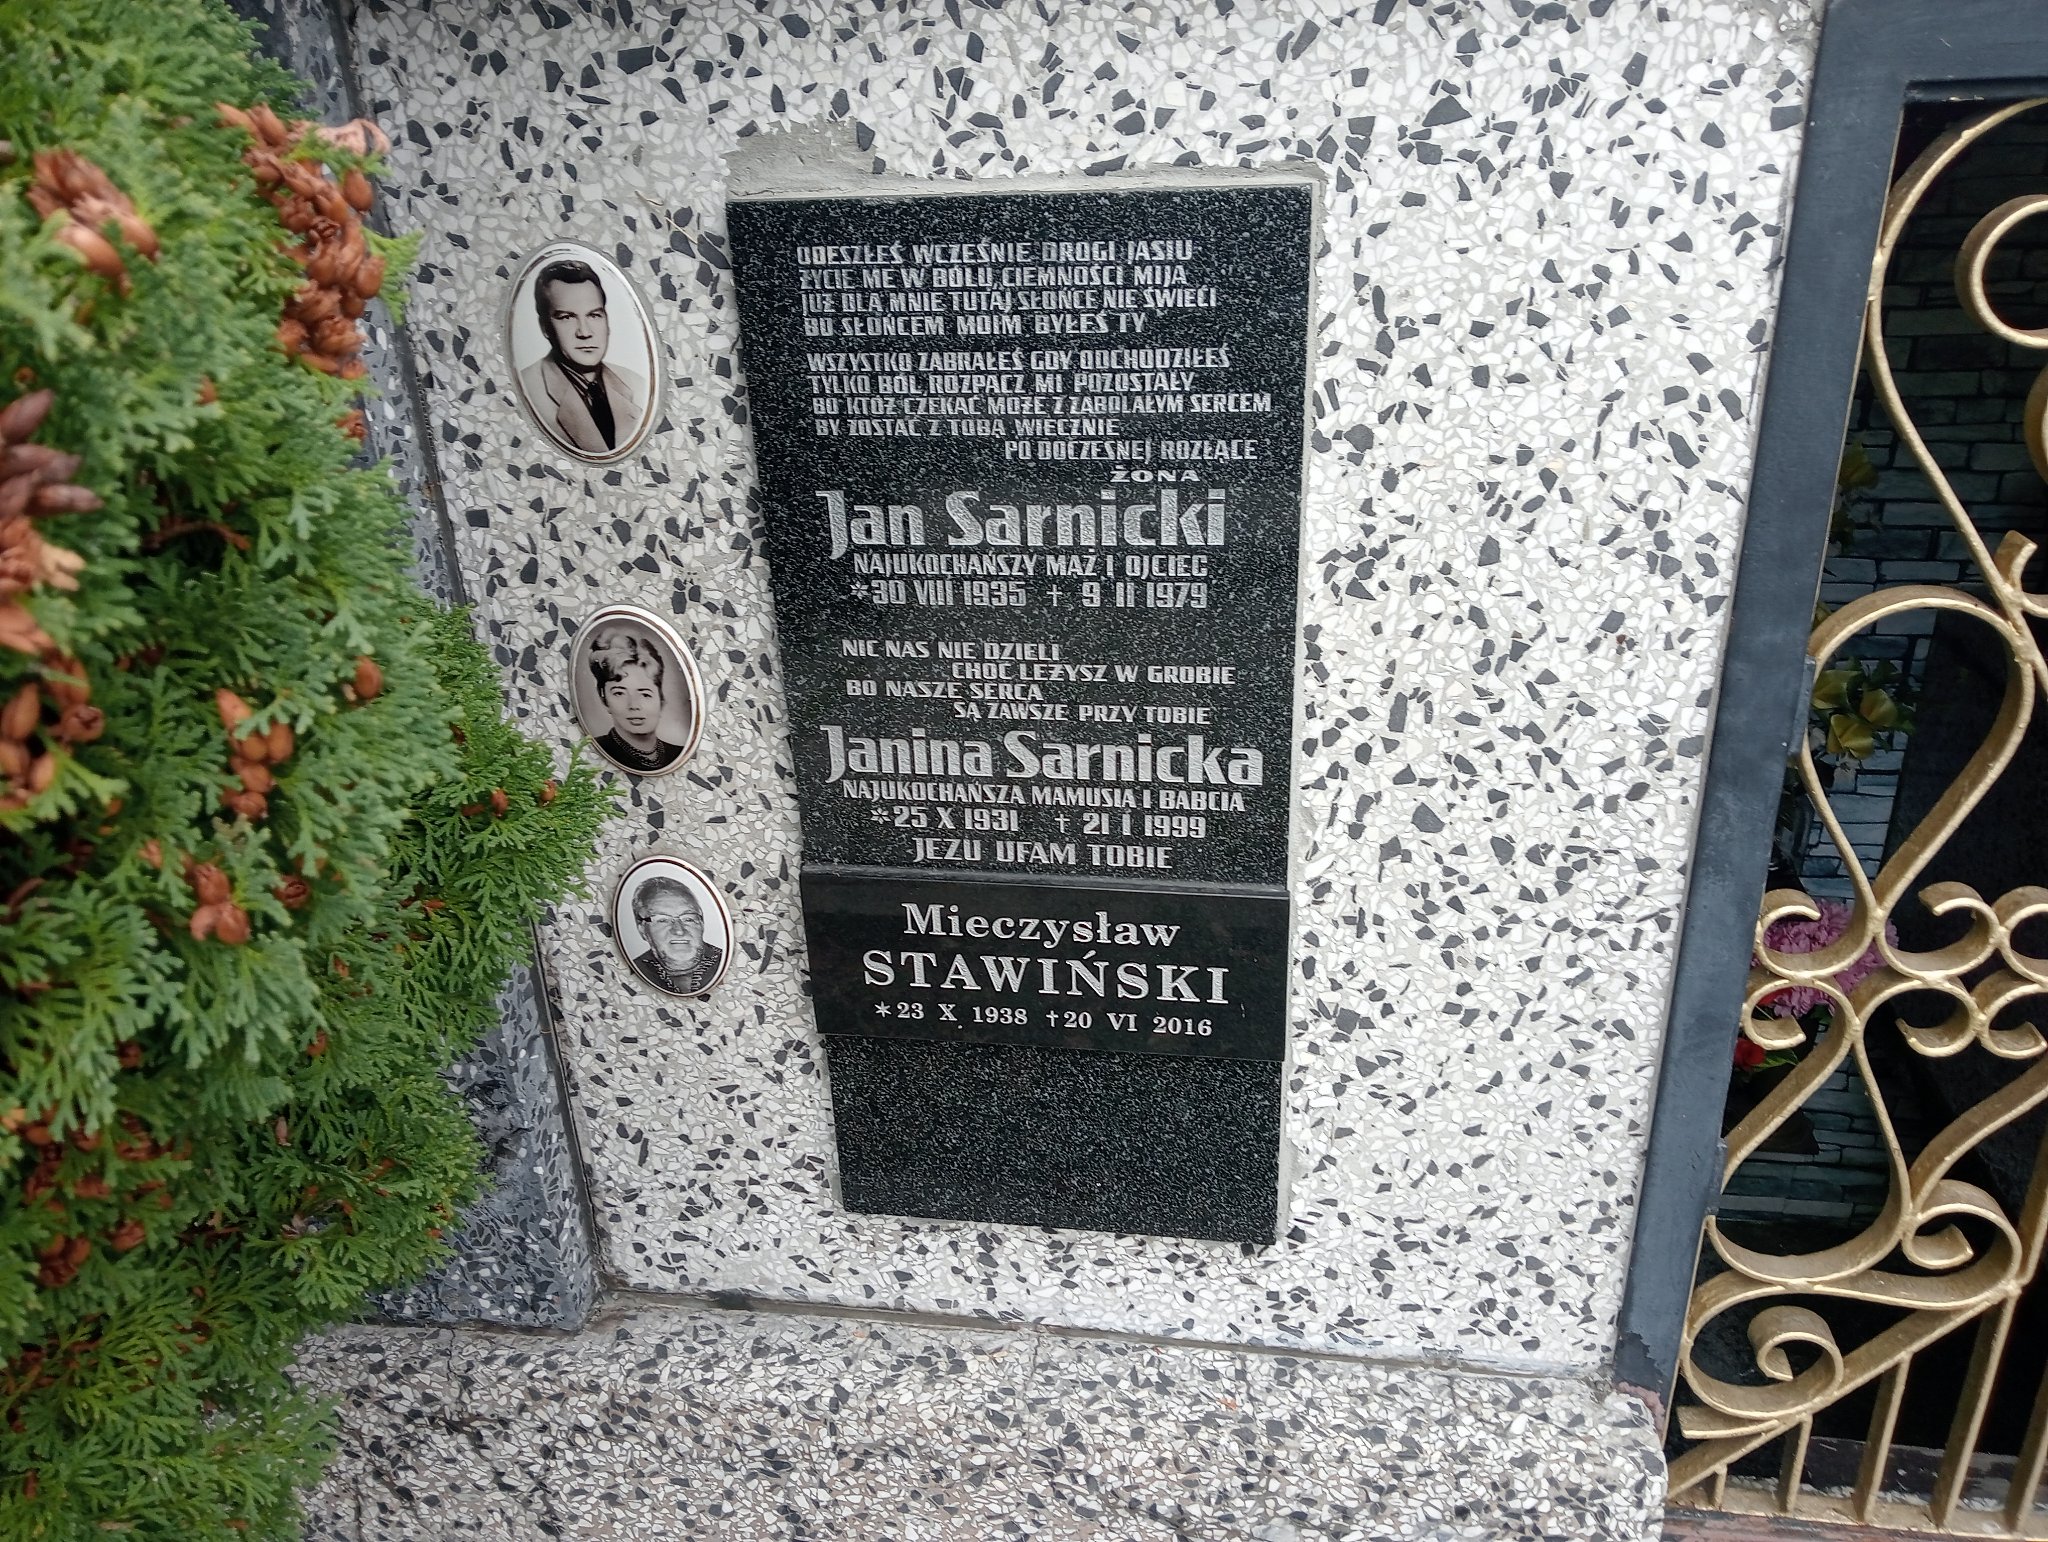 ODESZŁEŚ WCZEŚNIE DROGI JASIU
ŻYCIE ME W BÓLU, CIEMNOŚCI MIJA
JUŻ DLA MNIE TUTAJ SŁOŃCE NIE ŚWIECI
BO SŁOŃCEM MOIM BYŁEŚ TY
WSZYSTKO ZABRAŁEŚ GDY ODCHODZIŁEŚ
TYLKO BÓL, ROZPACZ MI POZOSTAŁY
BO KTÓŻ CZEKAĆ MOŻE Z ZABOLAŁYM SERCEM
BY ZOSTAĆ Z TOBĄ WIECZNIE
PO DOCZESNEJ ROZŁĄCE
ŻONA
Jan Sarnicki
NAJUKOCHAŃSZY MĄŻ I OJCIEC
*30 VIII 1935 + 9 II 1979
NIC NAS NIE DZIELI
CHOĆ LEŻYSZ W GROBIE
BO NASZE SERCA
SĄ ZAWSZE PRZY TOBIE
Janina Sarnicka
NAJUKOCHAŃSZA MAMUSIA I BABCIA
*25 X 1931 † 21 I 1999
JEZU UFAM TOBIE
Mieczysław
STAWIŃSKI
*23 X. 1938 †20 VI 2016